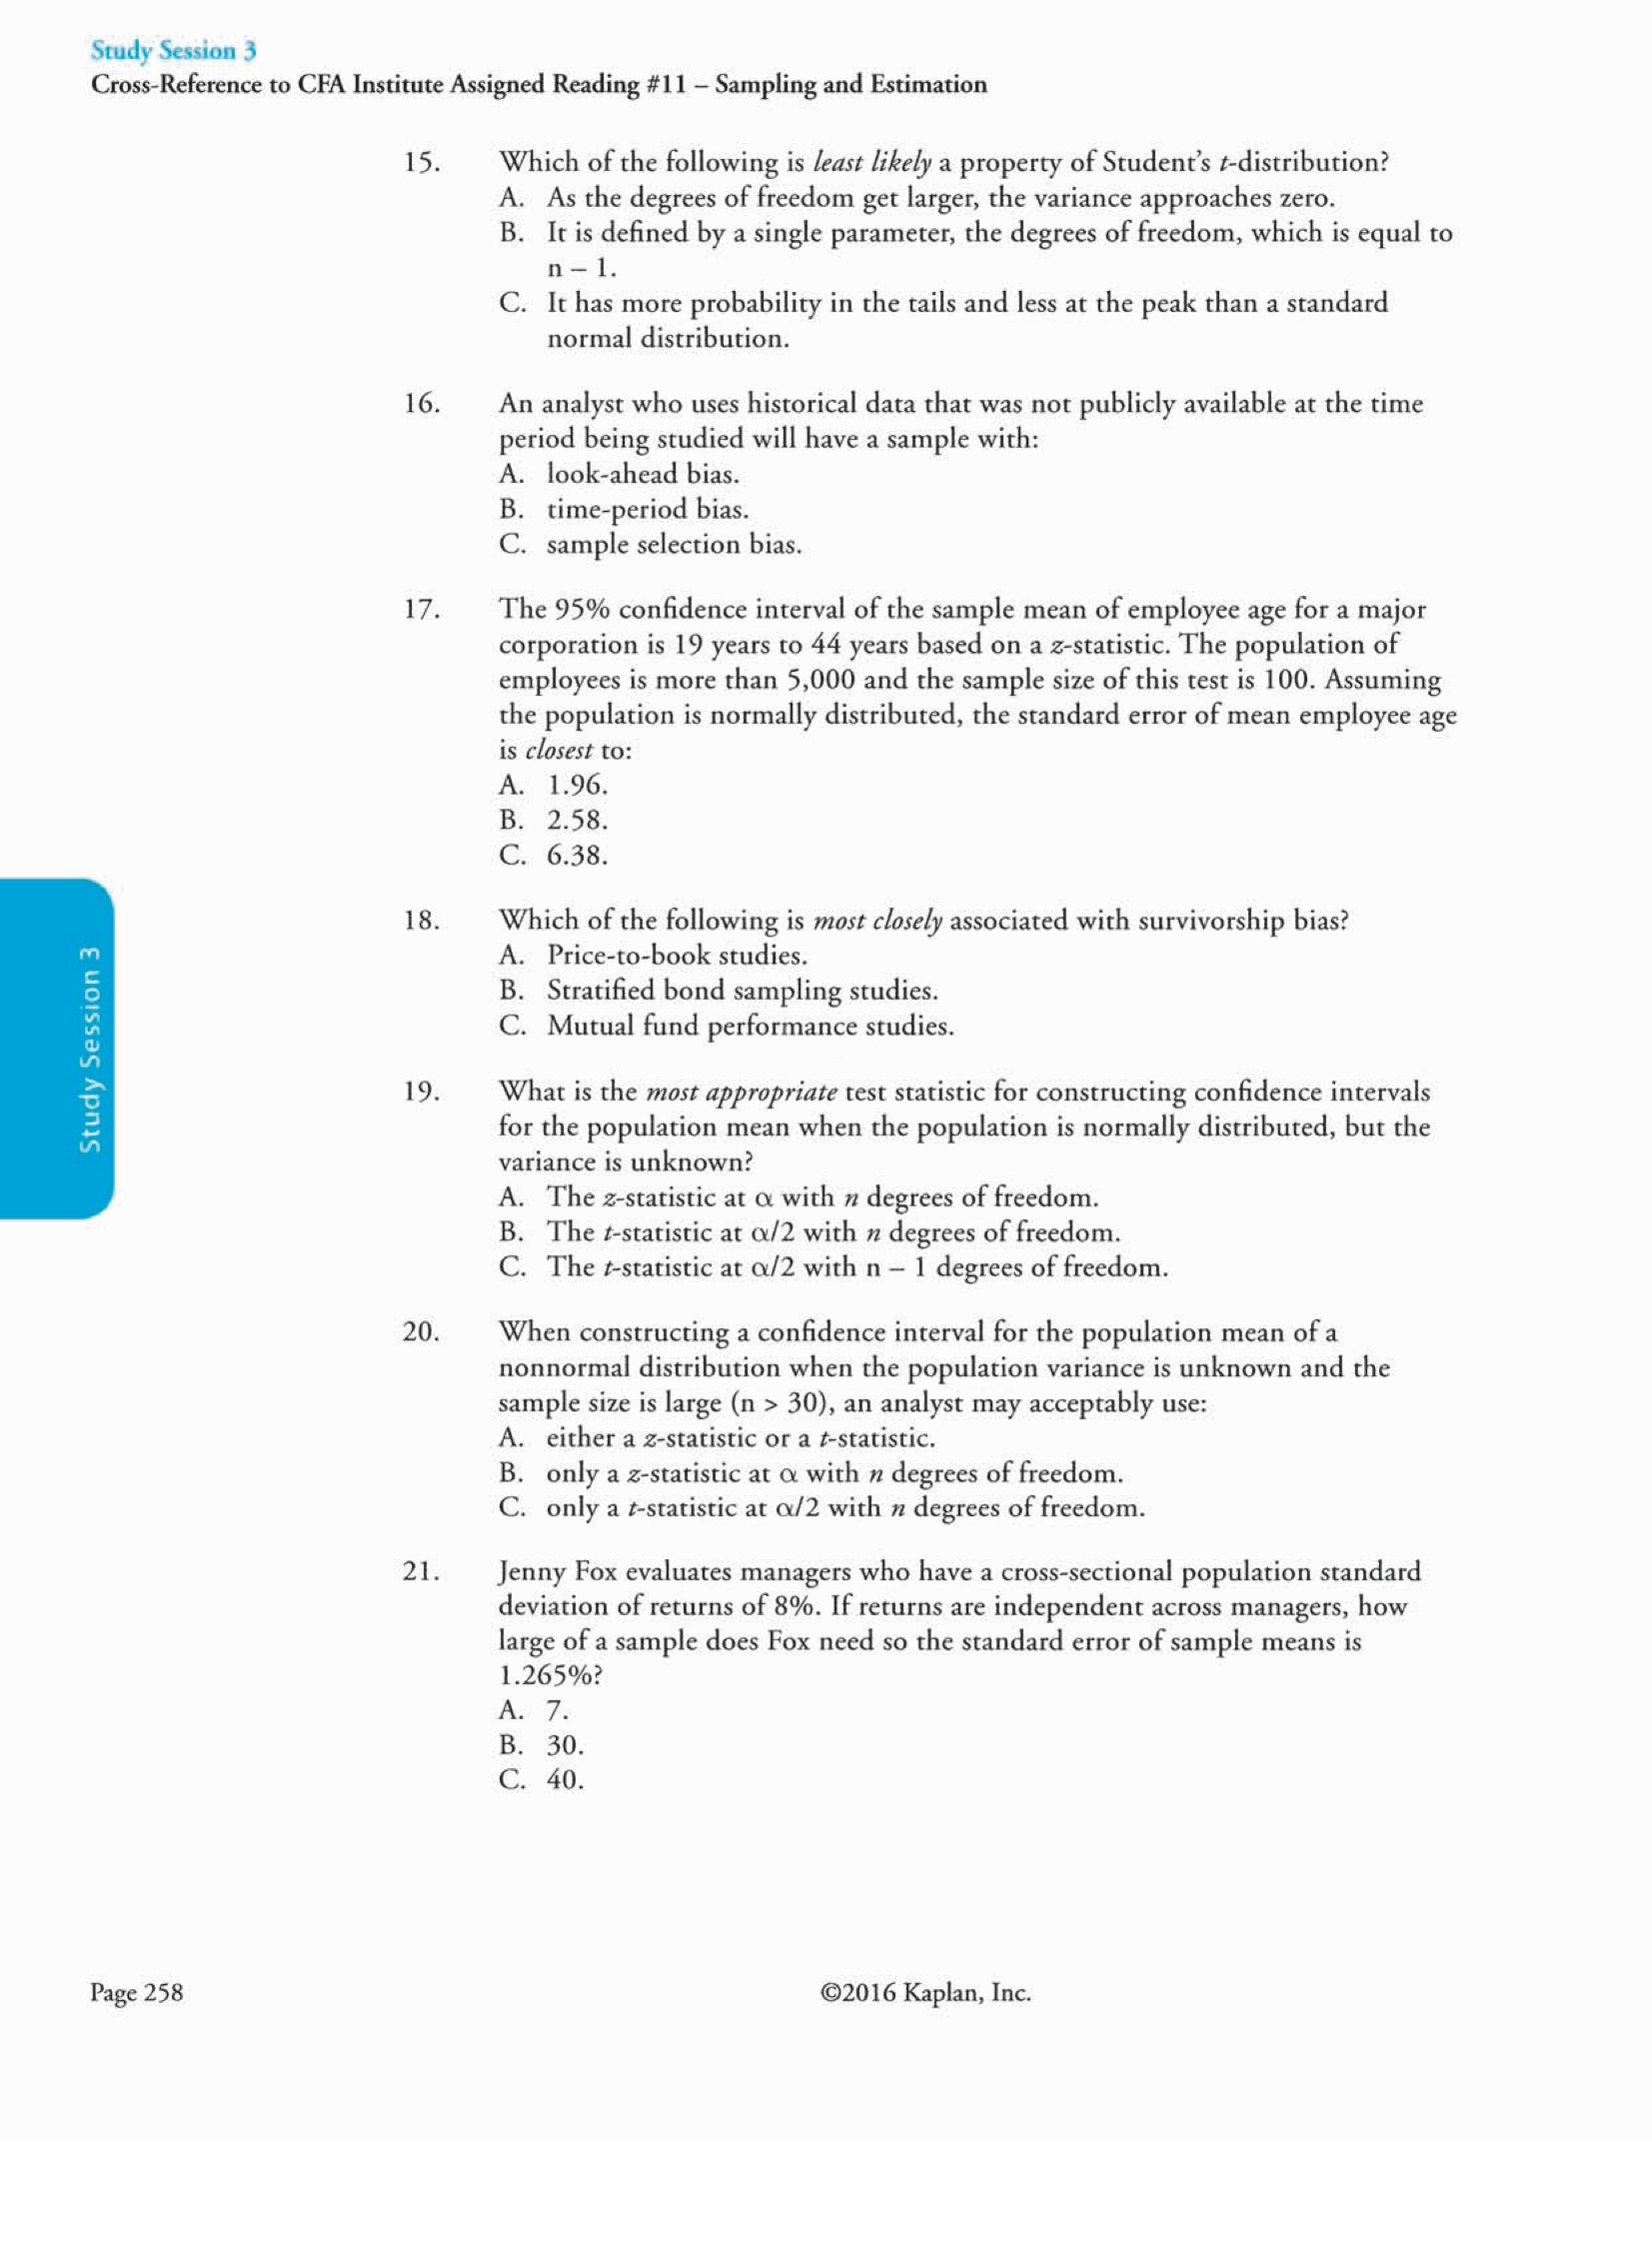 Study Session 3
Cross-Reference to CFA Institute Assigned Reading #11 – Sampling and Estimation
15. Which of the following is least likely a property of Student's t-distribution?
A. As the degrees of freedom get larger, the variance approaches zero.
B. It is defined by a single parameter, the degrees of freedom, which is equal to
n – 1.
C. It has more probability in the tails and less at the peak than a standard
normal distribution.
16. An analyst who uses historical data that was not publicly available at the time
period being studied will have a sample with:
A. look-ahead bias.
B. time-period bias.
C. sample selection bias.
17. The 95% confidence interval of the sample mean of employee age for a major
corporation is 19 years to 44 years based on a z-statistic. The population of
employees is more than 5,000 and the sample size of this test is 100. Assuming
the population is normally distributed, the standard error of mean employee age
is closest to:
A. 1.96.
B. 2.58.
C. 6.38.
18. Which of the following is most closely associated with survivorship bias?
A. Price-to-book studies.
B. Stratified bond sampling studies.
C. Mutual fund performance studies.
Study Session 3
19. What is the most appropriate test statistic for constructing confidence intervals
for the population mean when the population is normally distributed, but the
variance is unknown?
A. The z-statistic at α with n degrees of freedom.
B. The t-statistic at α/2 with n degrees of freedom.
C. The t-statistic at α/2 with n – 1 degrees of freedom.
20. When constructing a confidence interval for the population mean of a
nonnormal distribution when the population variance is unknown and the
sample size is large (n > 30), an analyst may acceptably use:
A. either a z-statistic or a t-statistic.
B. only a z-statistic at α with n degrees of freedom.
C. only a t-statistic at α/2 with n degrees of freedom.
21. Jenny Fox evaluates managers who have a cross-sectional population standard
deviation of returns of 8%. If returns are independent across managers, how
large of a sample does Fox need so the standard error of sample means is
1.265%?
A. 7.
B. 30.
C. 40.
Page 258
©2016 Kaplan, Inc.